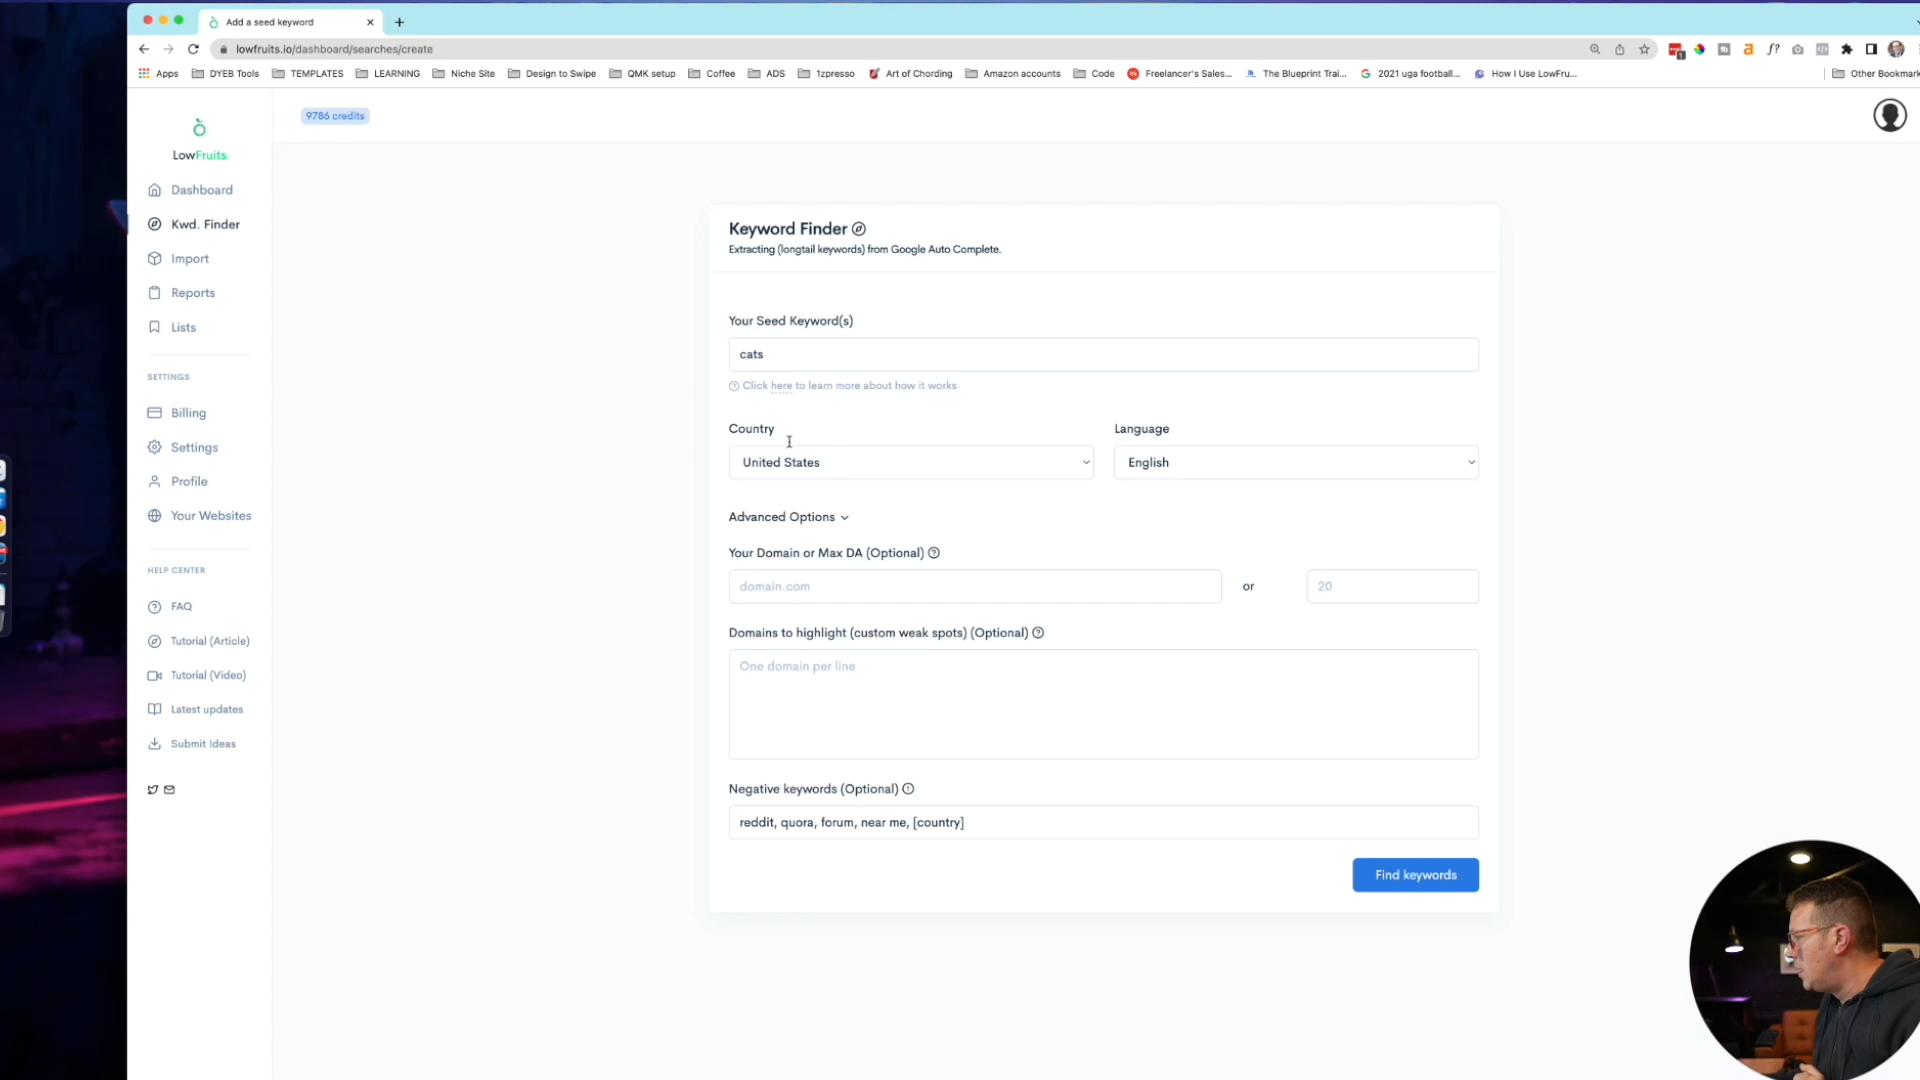 Add a seed keyword
lowfruits.io/dashboard/searches/create
Apps
DYEB Tools
TEMPLATES
LEARNING
Niche Site
Design to Swipe
QMK setup
Coffee
ADS
1zpresso
Art of Chording
Amazon accounts
Code
Freelancer's Sales...
The Blueprint Trai...
2021 uga football...
How I Use LowFru...
Other Bookmark
LowFruits
9786 credits
Dashboard
Kwd. Finder
Import
Reports
Lists
SETTINGS
Billing
Settings
Profile
Your Websites
HELP CENTER
FAQ
Tutorial (Article)
Tutorial (Video)
Latest updates
Submit Ideas
Keyword Finder
Extracting (longtail keywords) from Google Auto Complete.
Your Seed Keyword(s)
cats
Click here to learn more about how it works
Country
Language
United States
English
Advanced Options
Your Domain or Max DA (Optional)
domain.com
or
20
Domains to highlight (custom weak spots) (Optional)
One domain per line
Negative keywords (Optional)
reddit, quora, forum, near me, [country]
Find keywords